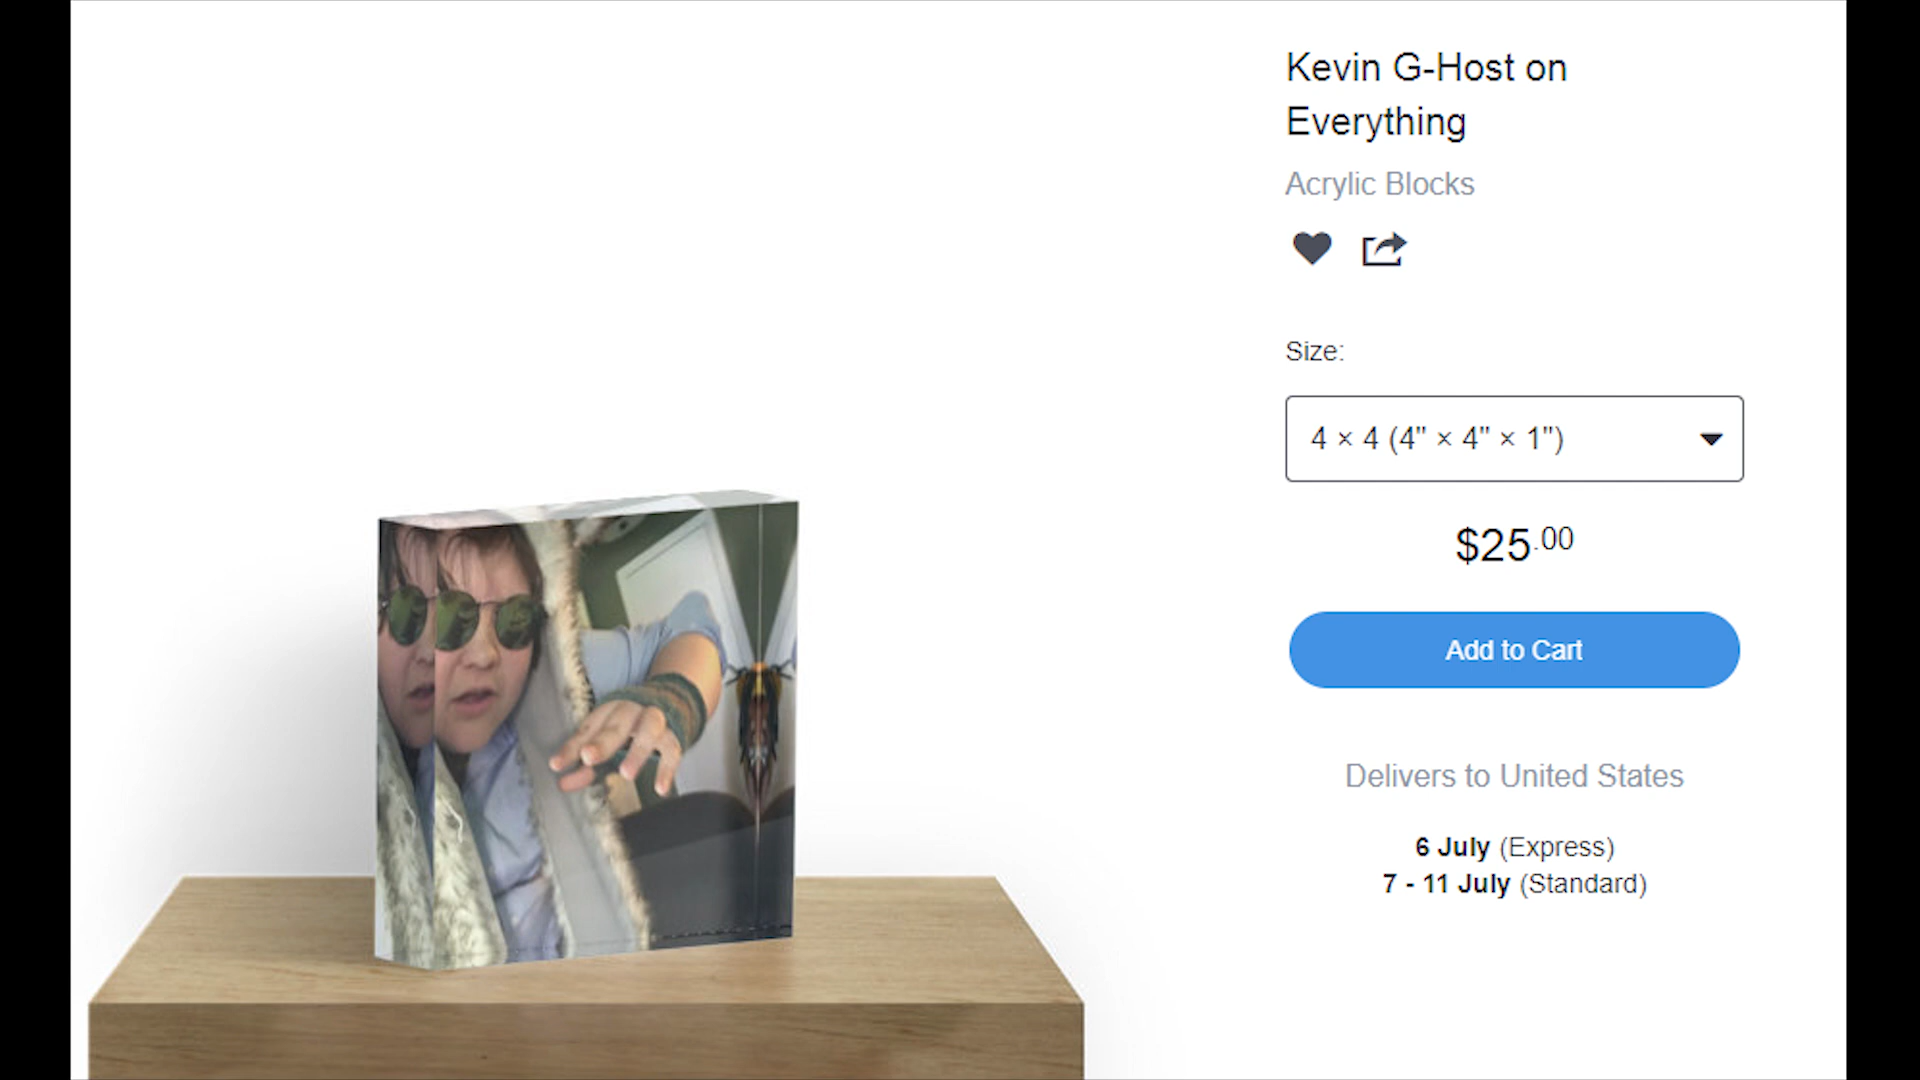 Kevin G-Host on
Everything
Acrylic Blocks
Size:
4 × 4 (4" × 4" × 1")
$25.00
Add to Cart
Delivers to United States
6 July (Express)
7 - 11 July (Standard)